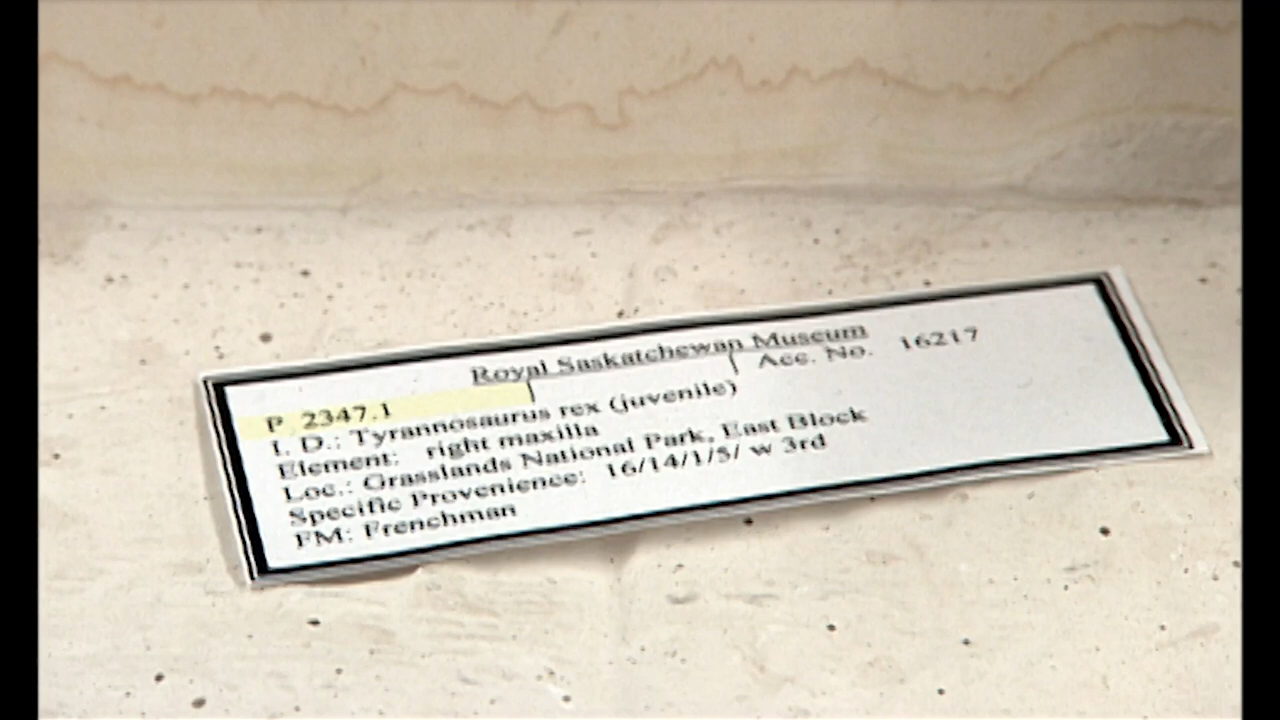 Royal Saskatchewan Museum
P 2347.1 Acc. No. 16217
I. D.: Tyrannosaurus rex (juvenile)
Element: right maxilla
Loc.: Grasslands National Park, East Block
Specific Provenience: 16/14/1/5/ w 3rd
FM: Frenchman